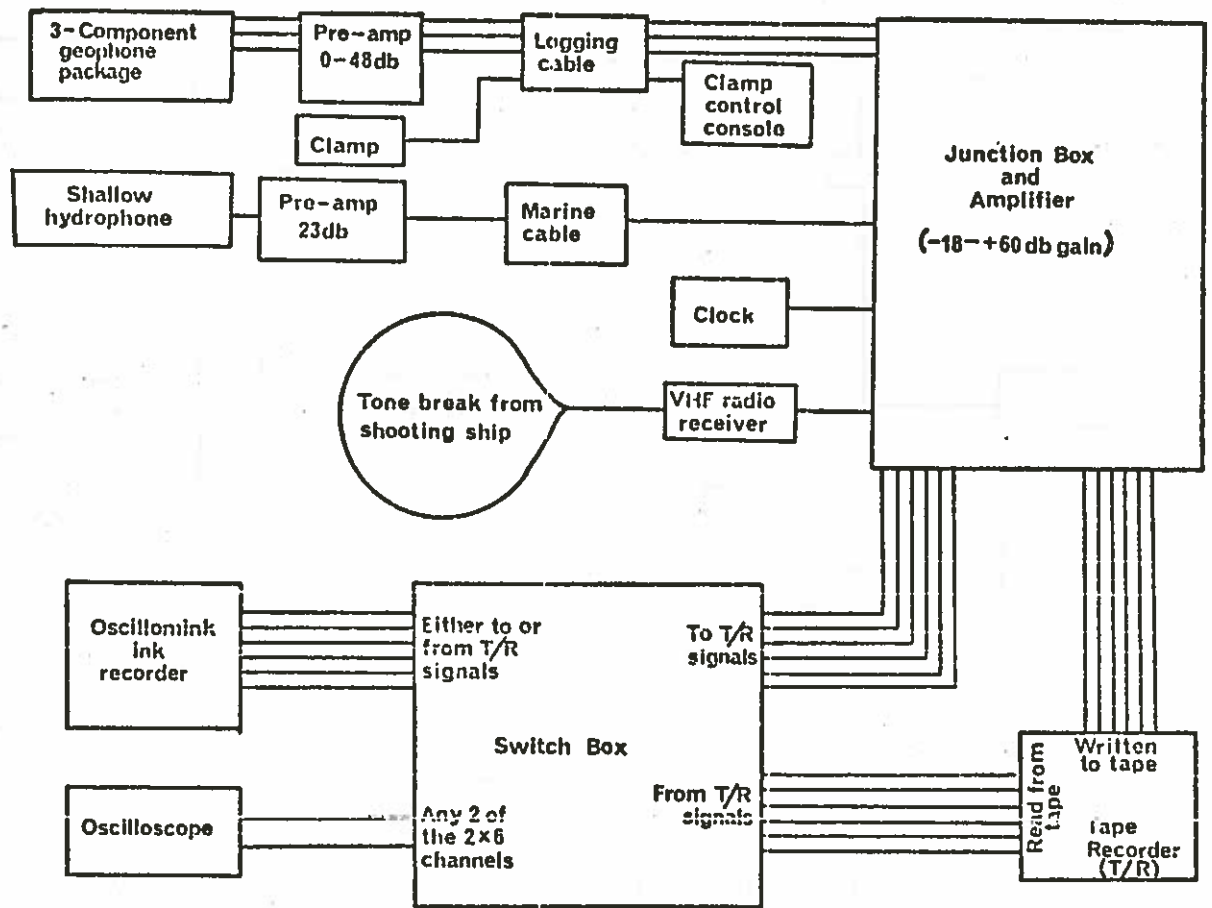 3-Component
geophone
package
Pre-amp
0-48db
Logging
cable
Clamp
control
console
Clamp
Shallow
hydrophone
Pre-amp
23db
Marine
cable
Junction Box
and
Amplifier
(-18-+60 db gain)
Clock
Tone break from
shooting ship
VHF radio
receiver
Oscillomink
ink
recorder
Either to or
from T/R
signals
To T/R
signals
Switch Box
Oscilloscope
Any 2 of
the 2×6
channels
From T/R
signals
Read from
tape
Written
to tape
Tape
Recorder
(T/R)